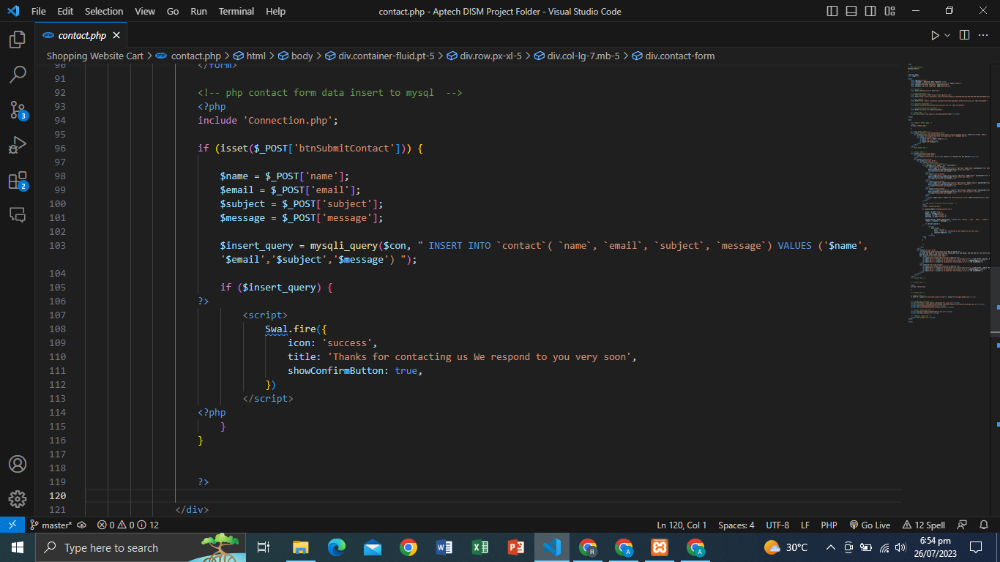 File Edit Selection View Go Run Terminal Help contact.php - Aptech DISM Project Folder - Visual Studio Code
php contact.php
Shopping Website Cart > php contact.php > html > body > div.container-fluid.pt-5 > div.row.px-xl-5 > div.col-lg-7.mb-5 > div.contact-form
90 </form>
91
92 <!-- php contact form data insert to mysql  -->
93 <?php
94 include 'Connection.php';
95
96 if (isset($_POST['btnSubmitContact'])) {
97
98 $name = $_POST['name'];
99 $email = $_POST['email'];
100 $subject = $_POST['subject'];
101 $message = $_POST['message'];
102
103 $insert_query = mysqli_query($con, " INSERT INTO `contact`( `name`, `email`, `subject`, `message`) VALUES ('$name',
'$email','$subject','$message') ");
104
105 if ($insert_query) {
106 ?>
107 <script>
108 Swal.fire({
109 icon: 'success',
110 title: 'Thanks for contacting us We respond to you very soon',
111 showConfirmButton: true,
112 })
113 </script>
114 <?php
115 }
116 }
117
118
119 ?>
120
121 </div>
3
2
master* 0 0 12 Ln 120, Col 1 Spaces: 4 UTF-8 LF PHP Go Live 12 Spell
Type here to search 30°C 6:54 pm
26/07/2023